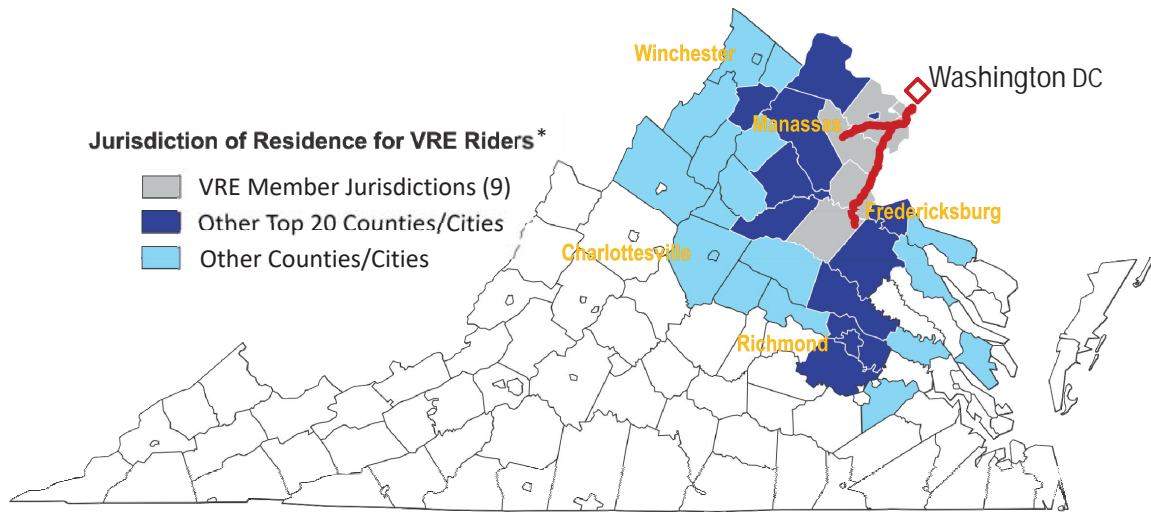 Winchester
Washington DC
Manassas
Jurisdiction of Residence for VRE Riders*
VRE Member Jurisdictions (9)
Other Top 20 Counties/Cities
Fredericksburg
Charlottesville
Other Counties/Cities
Richmond